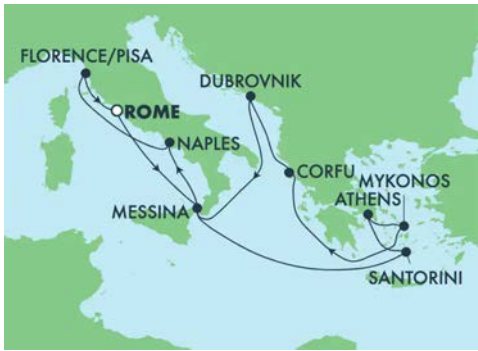 FLORENCE/PISA
DUBROVNIK
ROME
NAPLES
CORFU
MYKONOS
ATHENS
MESSINA
SANTORINI